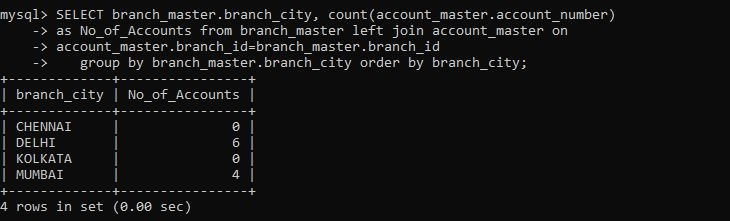 mysql> SELECT branch_master.branch_city, count(account_master.account_number)
    -> as No_of_Accounts from branch_master left join account_master on
    -> account_master.branch_id=branch_master.branch_id
    ->     group by branch_master.branch_city order by branch_city;
+-------------+----------------+
| branch_city | No_of_Accounts |
+-------------+----------------+
| CHENNAI     |              0 |
| DELHI       |              6 |
| KOLKATA     |              0 |
| MUMBAI      |              4 |
+-------------+----------------+
4 rows in set (0.00 sec)